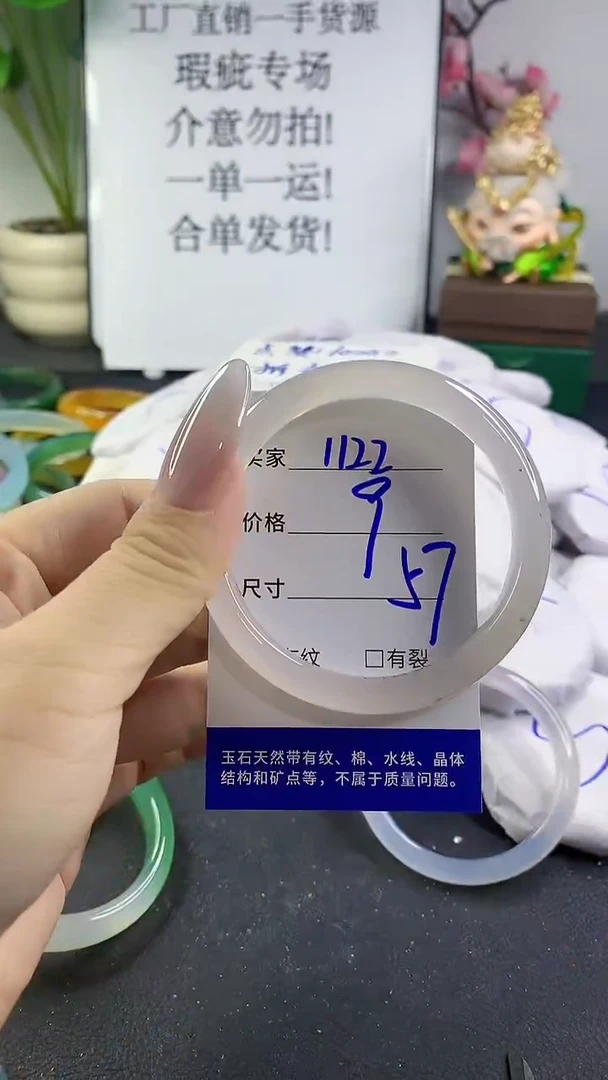 工厂直销一手货源
瑕疵专场
介意勿拍!
一单一运!
合单发货!
买家 1122
价格 9
尺寸 57
纹 □有裂
玉石天然带有纹、棉、水线、晶体
结构和矿点等，不属于质量问题。